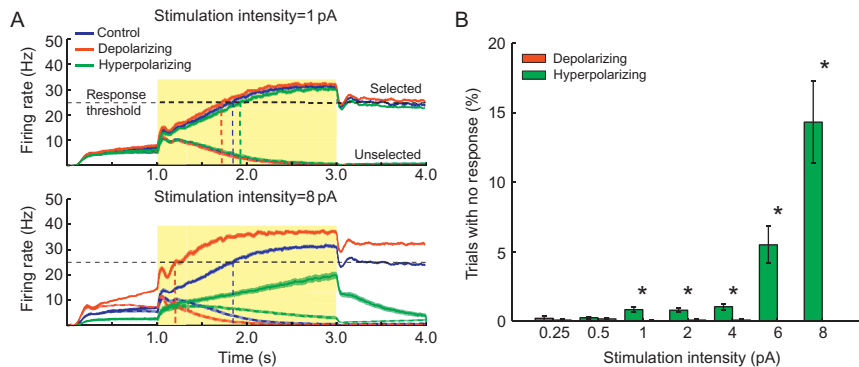 A
Stimulation intensity=1 pA
Control
Depolarizing
Hyperpolarizing
Firing rate (Hz)
50
40
30
20
10
Response
threshold
Selected
Unselected
1.0 2.0 3.0 4.0
Stimulation intensity=8 pA
Firing rate (Hz)
50
40
30
20
10
1.0 2.0 3.0 4.0
Time (s)
B
Trials with no response (%)
20
15
10
5
0
Depolarizing
Hyperpolarizing
* * * * *
0.25 0.5 1 2 4 6 8
Stimulation intensity (pA)